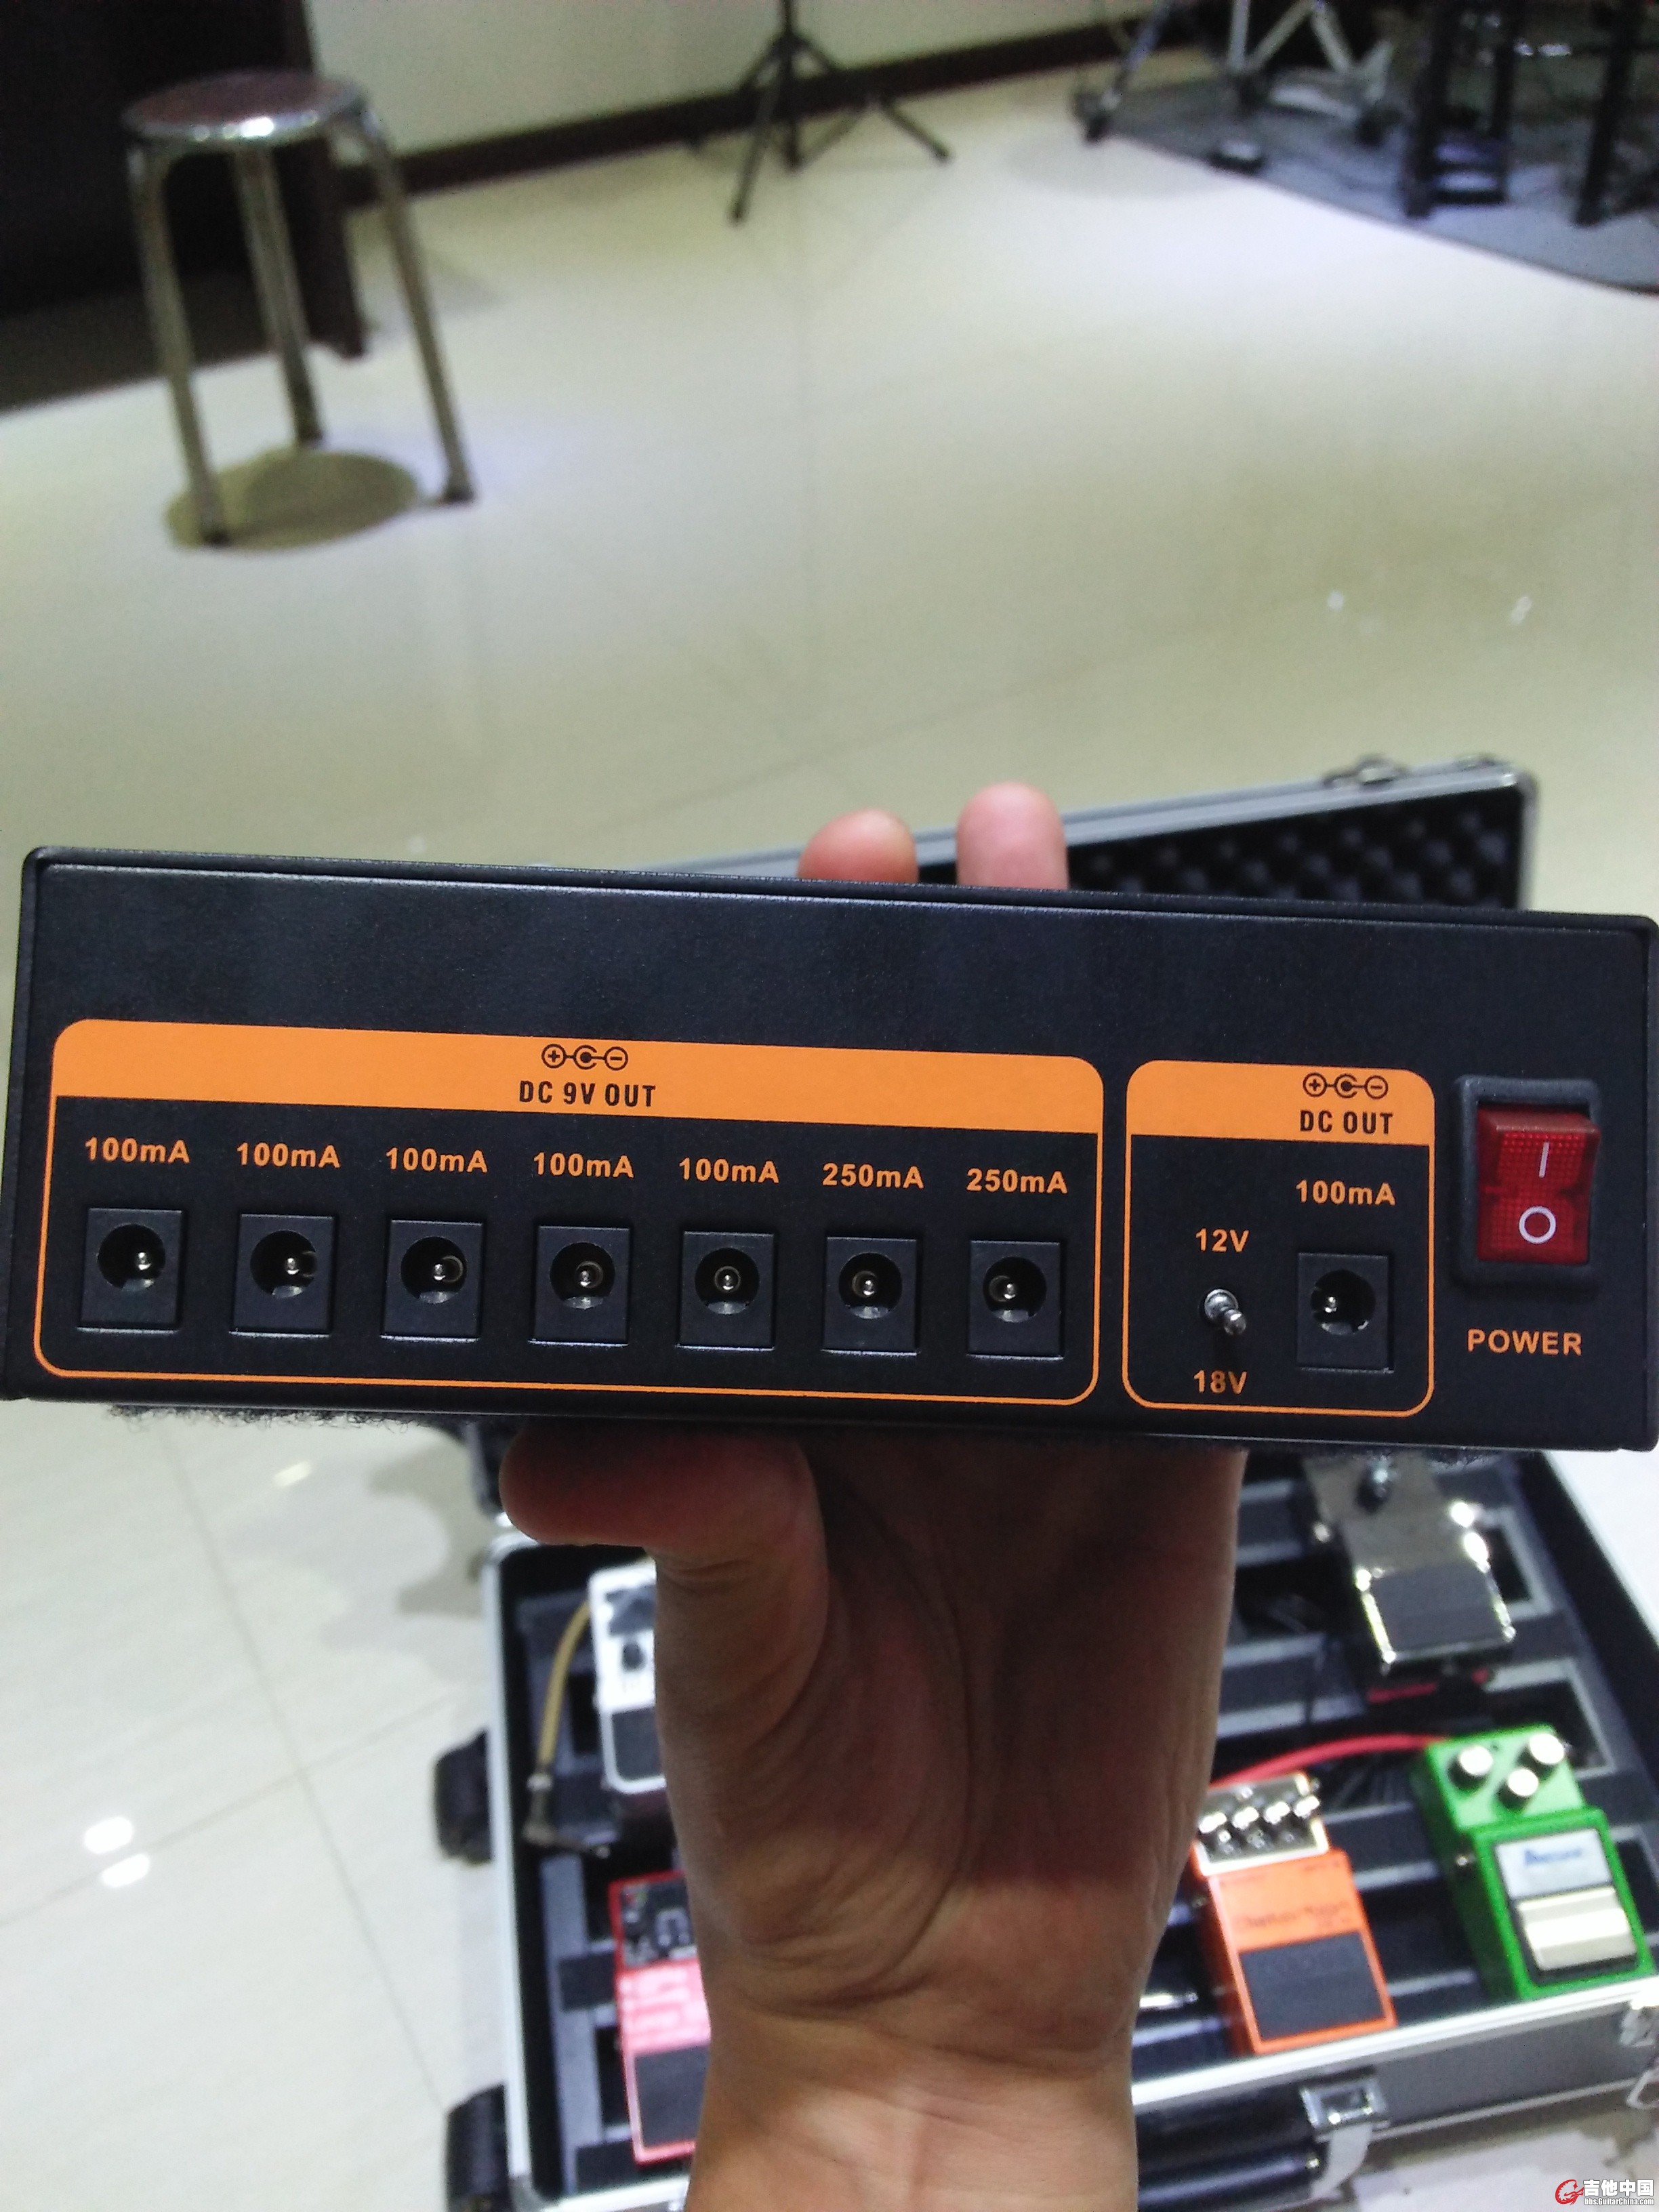 DC 9V OUT
100mA 100mA 100mA 100mA 100mA 250mA 250mA
DC OUT
100mA
12V
18V
POWER
吉他中国
bbs.GuitarChina.com